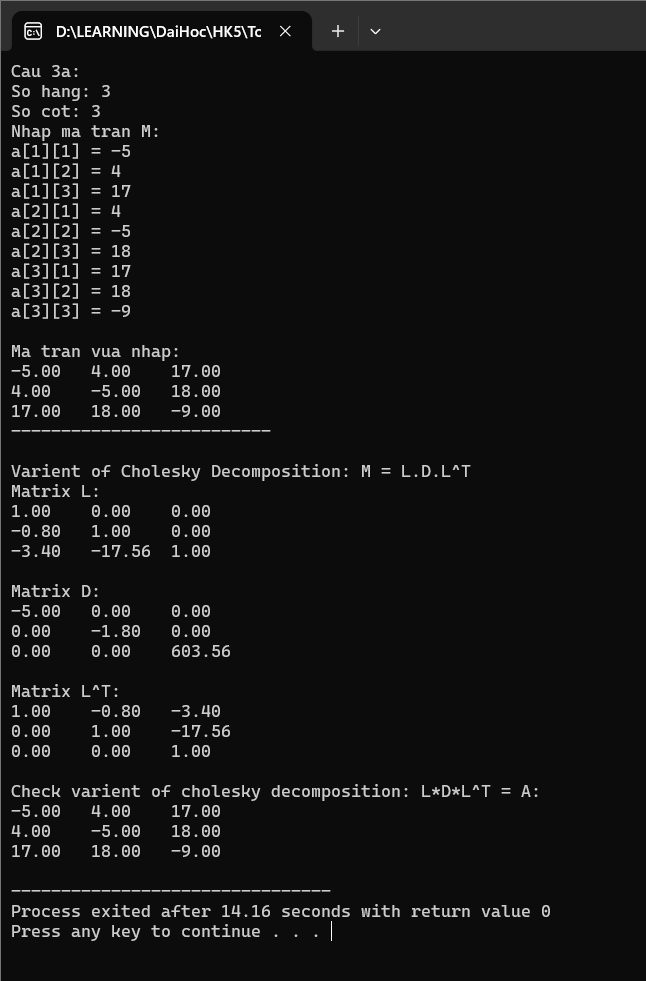 D:\LEARNING\DaiHoc\HK5\Tc
Cau 3a:
So hang: 3
So cot: 3
Nhap ma tran M:
a[1][1] = -5
a[1][2] = 4
a[1][3] = 17
a[2][1] = 4
a[2][2] = -5
a[2][3] = 18
a[3][1] = 17
a[3][2] = 18
a[3][3] = -9
Ma tran vua nhap:
-5.00 4.00 17.00
4.00 -5.00 18.00
17.00 18.00 -9.00
--------------------------
Varient of Cholesky Decomposition: M = L.D.L^T
Matrix L:
1.00 0.00 0.00
-0.80 1.00 0.00
-3.40 -17.56 1.00
Matrix D:
-5.00 0.00 0.00
0.00 -1.80 0.00
0.00 0.00 603.56
Matrix L^T:
1.00 -0.80 -3.40
0.00 1.00 -17.56
0.00 0.00 1.00
Check varient of cholesky decomposition: L*D*L^T = A:
-5.00 4.00 17.00
4.00 -5.00 18.00
17.00 18.00 -9.00
--------------------------------
Process exited after 14.16 seconds with return value 0
Press any key to continue . . .